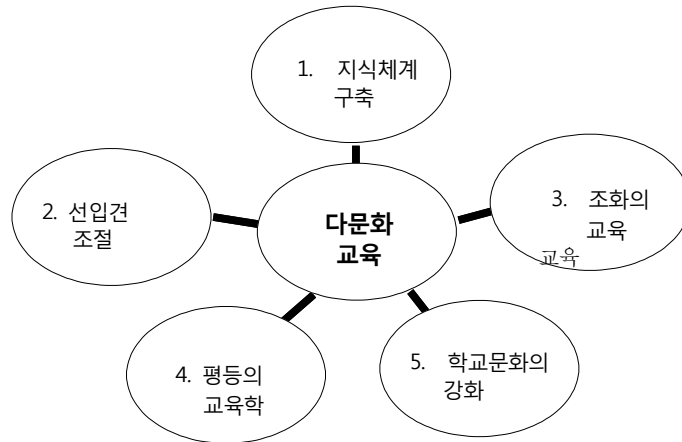 1. 지식체계
구축
2. 선입견
조절
다문화
교육
3. 조화의
교육
교육
4. 평등의
교육학
5. 학교문화의
강화